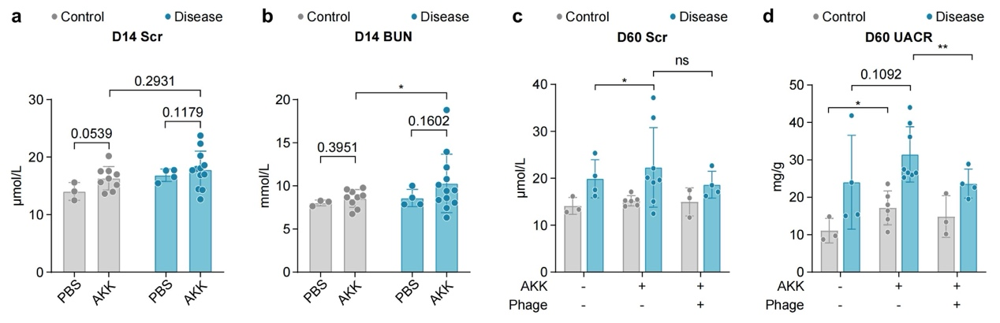 a
Control
Disease
D14 Scr
0.2931
0.1179
0.0539
30
20
10
0
μmol/L
PBS
AKK
PBS
AKK
b
Control
Disease
D14 BUN
*
0.1602
0.3951
20
15
10
5
0
mmol/L
PBS
AKK
PBS
AKK
c
Control
Disease
D60 Scr
ns
*
40
30
20
10
0
μmol/L
AKK - + +
Phage - - +
d
Control
Disease
D60 UACR
**
0.1092
*
50
40
30
20
10
0
mg/g
AKK - + +
Phage - - +